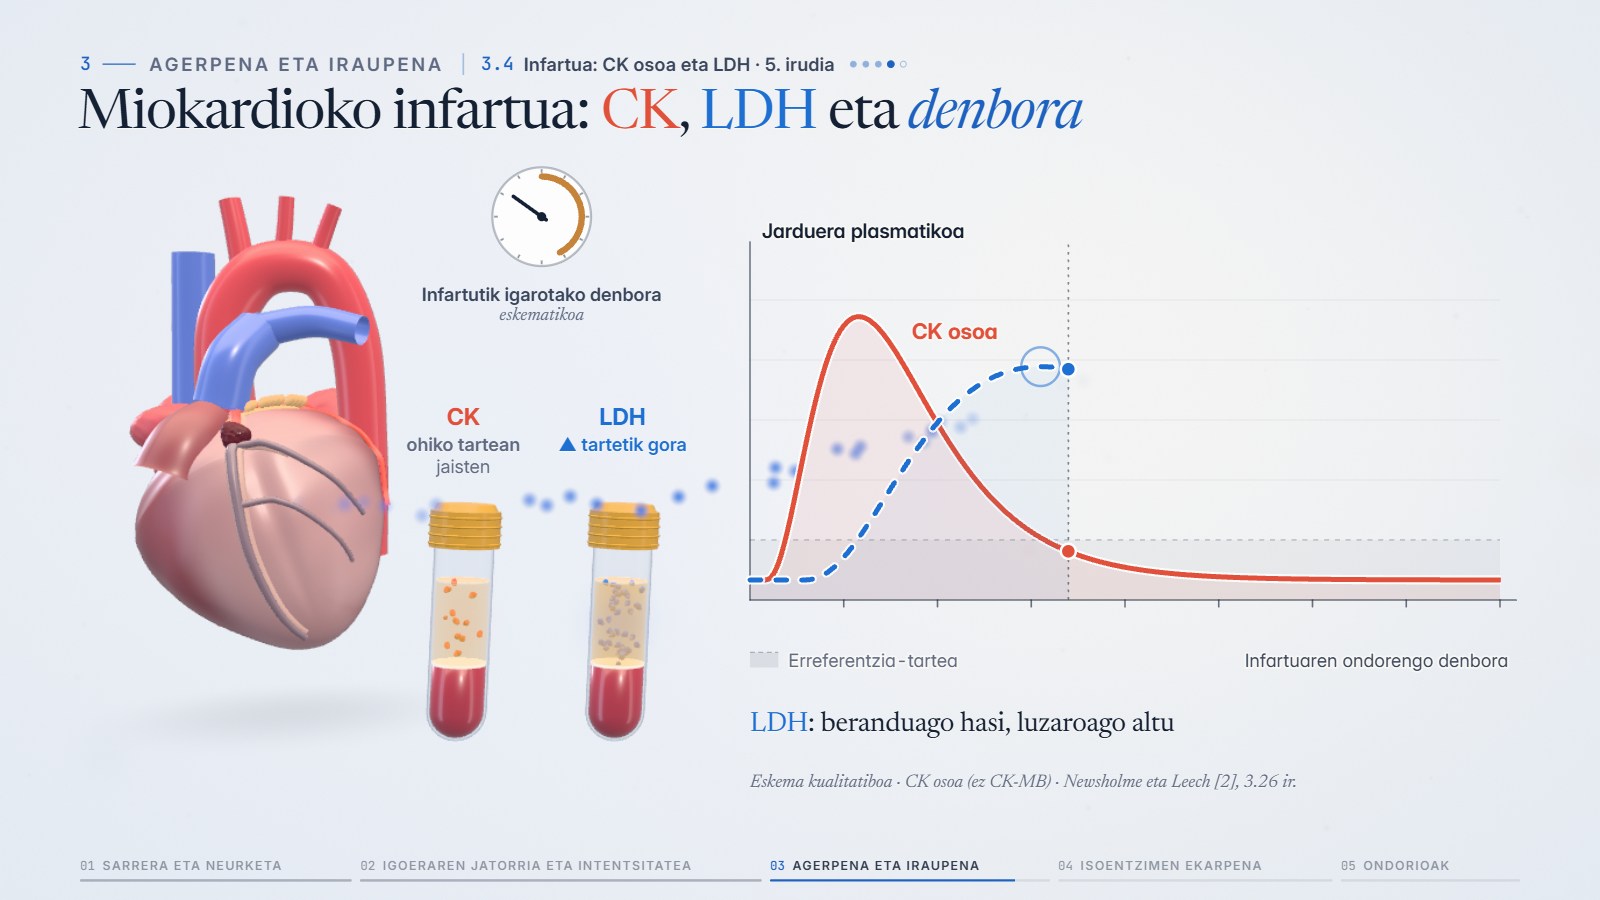 3 — AGERPENA ETA IRAUPENA | 3.4 Infartua: CK osoa eta LDH · 5. irudia
Miokardioko infartua: CK, LDH eta denbora
Infartutik igarotako denbora
eskematikoa
CK
ohiko tartean
jaisten
LDH
▲ tartetik gora
Jarduera plasmatikoa
CK osoa
Erreferentzia-tartea
Infartuaren ondorengo denbora
LDH: beranduago hasi, luzaroago altu
Eskema kualitatiboa · CK osoa (ez CK-MB) · Newsholme eta Leech [2], 3.26 ir.
01 SARRERA ETA NEURKETA
02 IGOERAREN JATORRIA ETA INTENTSITATEA
03 AGERPENA ETA IRAUPENA
04 ISOENTZIMEN EKARPENA
05 ONDORIOAK